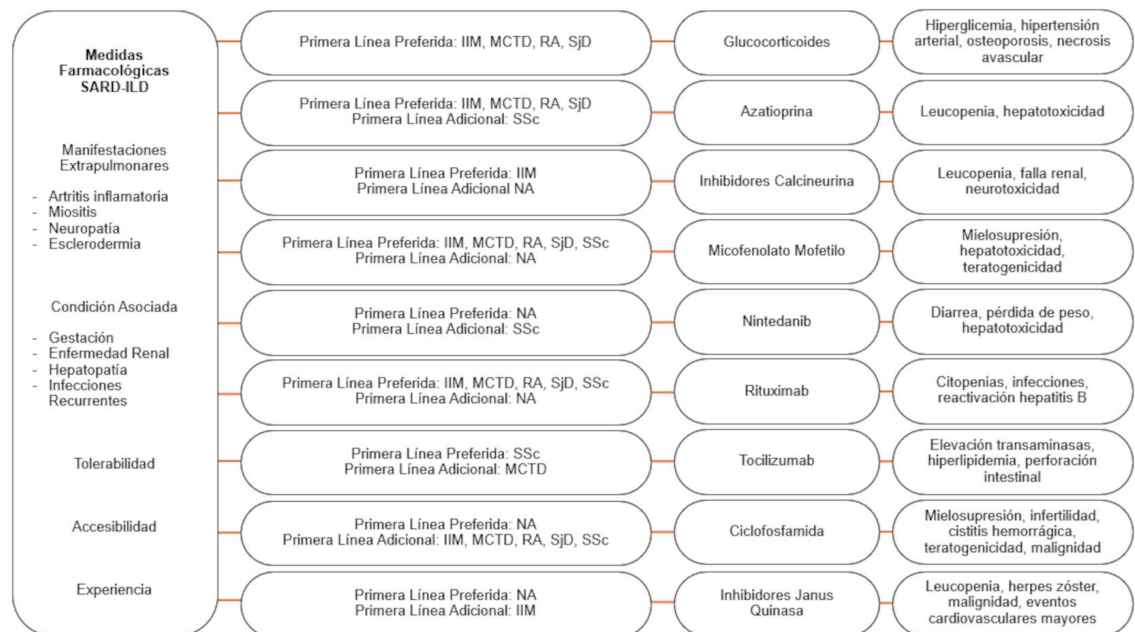 Medidas
Farmacológicas
SARD-ILD
Manifestaciones
Extrapulmonares
- Artritis inflamatoria
- Miositis
- Neuropatía
- Esclerodermia
Condición Asociada
- Gestación
- Enfermedad Renal
- Hepatopatía
- Infecciones
Recurrentes
Tolerabilidad
Accesibilidad
Experiencia
Primera Línea Preferida: IIM, MCTD, RA, SjD
Glucocorticoides
Hiperglicemia, hipertensión
arterial, osteoporosis, necrosis
avascular
Primera Línea Preferida: IIM, MCTD, RA, SjD
Primera Línea Adicional: SSc
Azatioprina
Leucopenia, hepatotoxicidad
Primera Línea Preferida: IIM
Primera Línea Adicional NA
Inhibidores Calcineurina
Leucopenia, falla renal,
neurotoxicidad
Primera Línea Preferida: IIM, MCTD, RA, SjD, SSc
Primera Línea Adicional: NA
Micofenolato Mofetilo
Mielosupresión,
hepatotoxicidad,
teratogenicidad
Primera Línea Preferida: NA
Primera Línea Adicional: SSc
Nintedanib
Diarrea, pérdida de peso,
hepatotoxicidad
Primera Línea Preferida: IIM, MCTD, RA, SjD, SSc
Primera Línea Adicional: NA
Rituximab
Citopenias, infecciones,
reactivación hepatitis B
Primera Línea Preferida: SSc
Primera Línea Adicional: MCTD
Tocilizumab
Elevación transaminasas,
hiperlipidemia, perforación
intestinal
Primera Línea Preferida: NA
Primera Línea Adicional: IIM, MCTD, RA, SjD, SSc
Ciclofosfamida
Mielosupresión, infertilidad,
cistitis hemorrágica,
teratogenicidad, malignidad
Primera Línea Preferida: NA
Primera Línea Adicional: IIM
Inhibidores Janus
Quinasa
Leucopenia, herpes zóster,
malignidad, eventos
cardiovasculares mayores